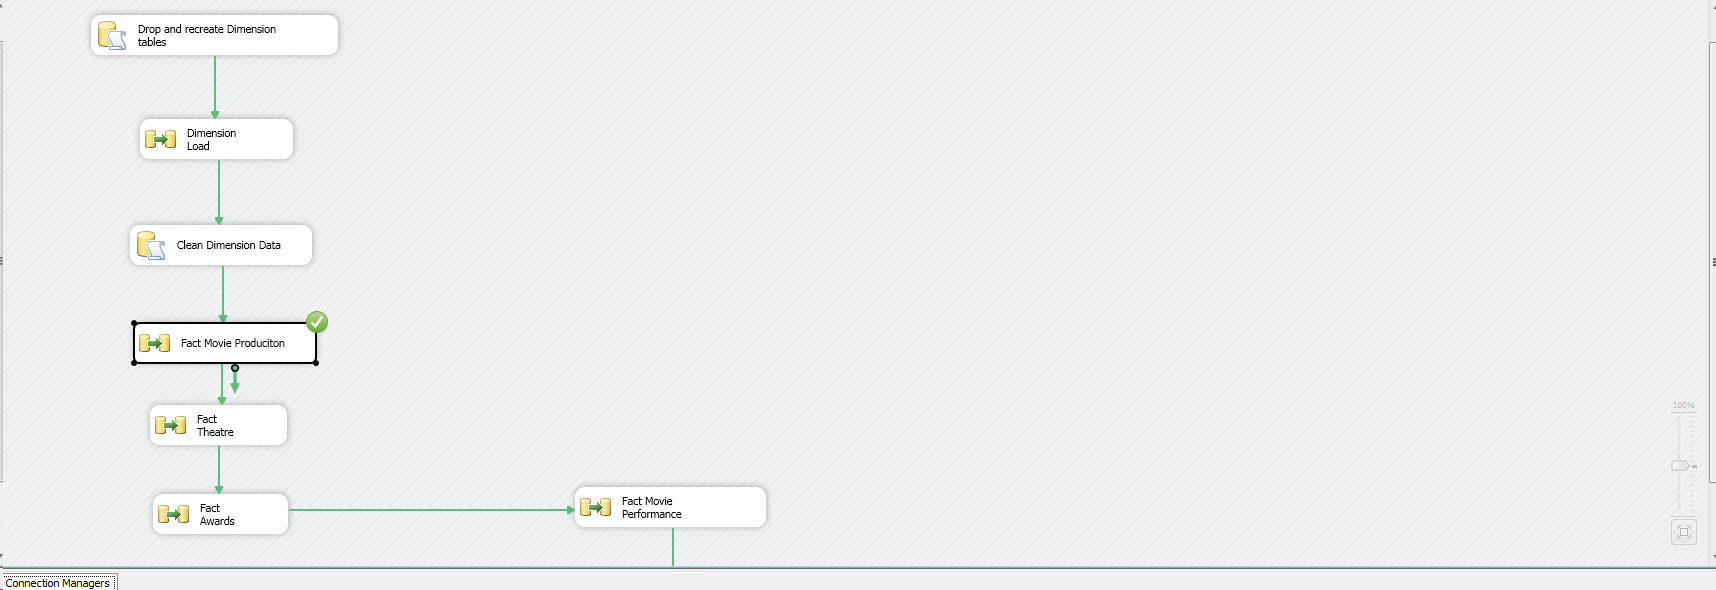 Drop and recreate Dimension
tables
Dimension
Load
Clean Dimension Data
Fact Movie Produciton
Fact
Theatre
Fact
Awards
Fact Movie
Performance
100%
Connection Managers